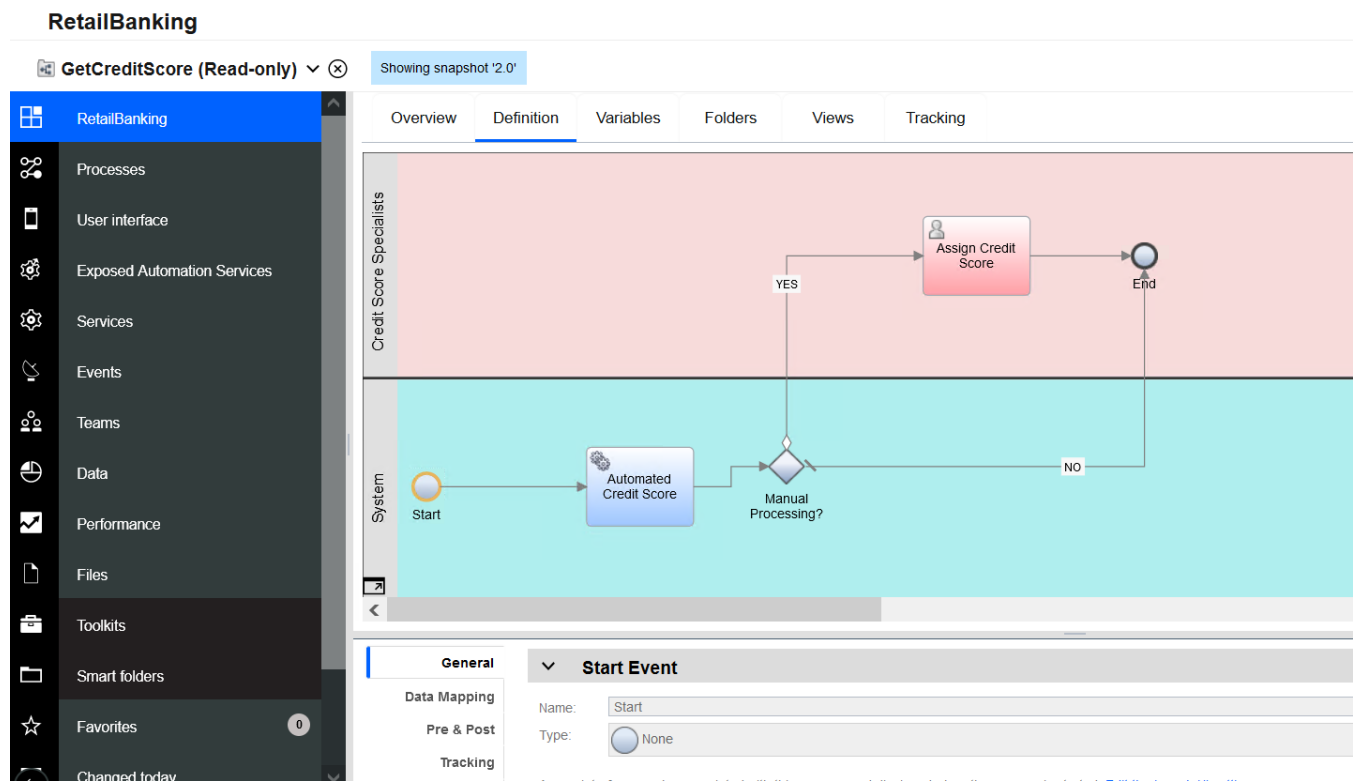 RetailBanking
GetCreditScore (Read-only)
Showing snapshot '2.0'
RetailBanking
Processes
User interface
Exposed Automation Services
Services
Events
Teams
Data
Performance
Files
Toolkits
Smart folders
Favorites
0
Changed today
Overview
Definition
Variables
Folders
Views
Tracking
Credit Score Specialists
Assign Credit
Score
YES
End
System
Start
Automated
Credit Score
Manual
Processing?
NO
General
Data Mapping
Pre & Post
Tracking
Start Event
Name:
Start
Type:
None